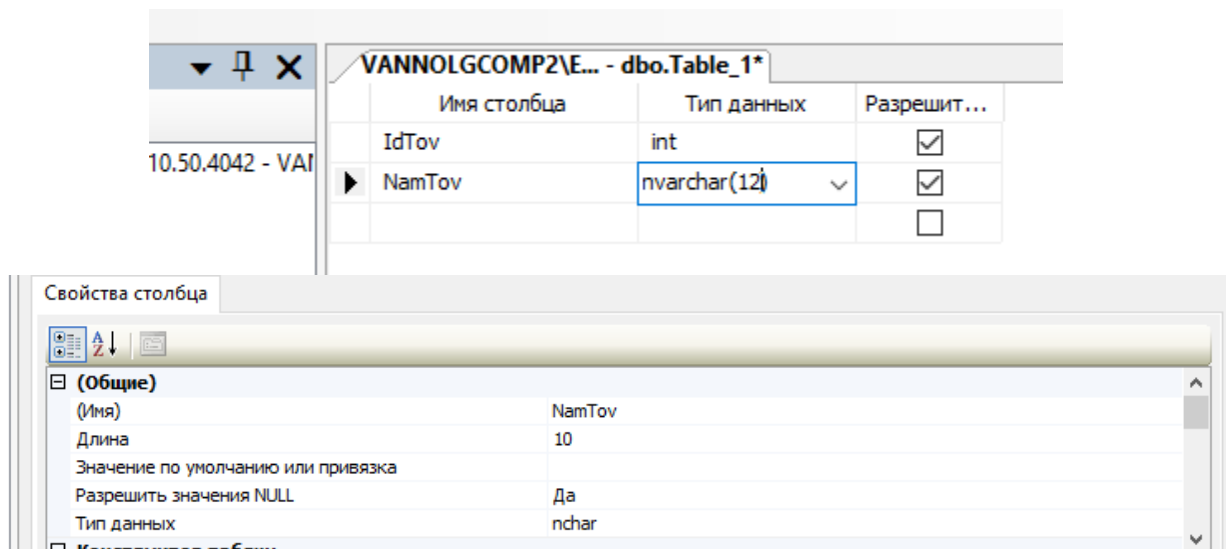 VANNOLGCOMP2\E... - dbo.Table_1*
Имя столбца Тип данных Разрешит...
IdTov int
10.50.4042 - VAN
NamTov nvarchar(12)
Свойства столбца
(Общие)
(Имя) NamTov
Длина 10
Значение по умолчанию или привязка
Разрешить значения NULL Да
Тип данных nchar